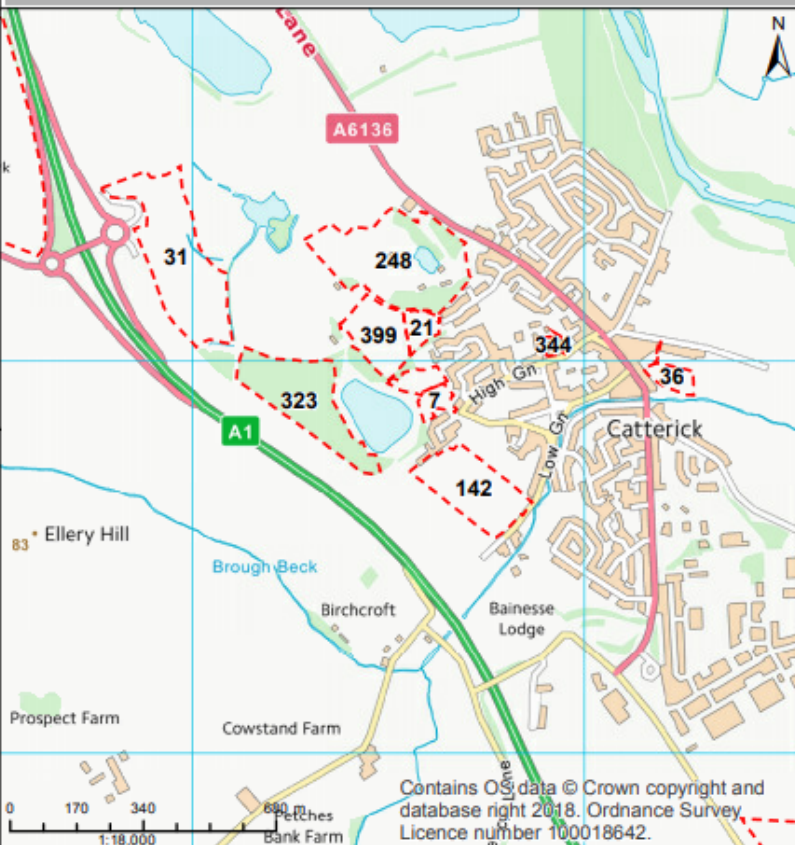 N
Lane
A6136
k
31
248
399
21
344
36
323
7
High Gn
A1
Catterick
Low Gn
142
83
Ellery Hill
Brough Beck
Birchcroft
Bainesse
Lodge
Prospect Farm
Cowstand Farm
Lane
0 170 340 680 m
1:18,000
Petches
Bank Farm
Contains OS data © Crown copyright and
database right 2018. Ordnance Survey
Licence number 100018642.